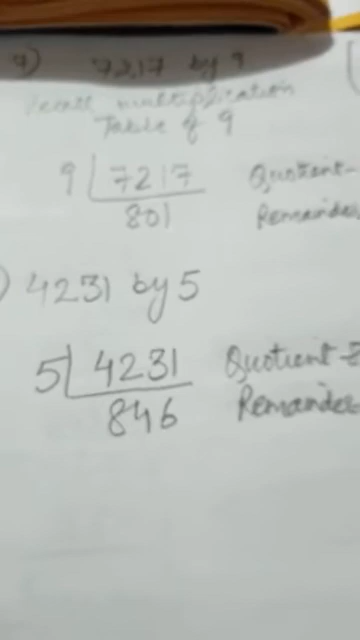 7217 by 9
Recall multiplication
Table of 9
9 7217 Quotient-
801 Remainder
) 4231 by 5
5 4231 Quotient-
846 Remander-